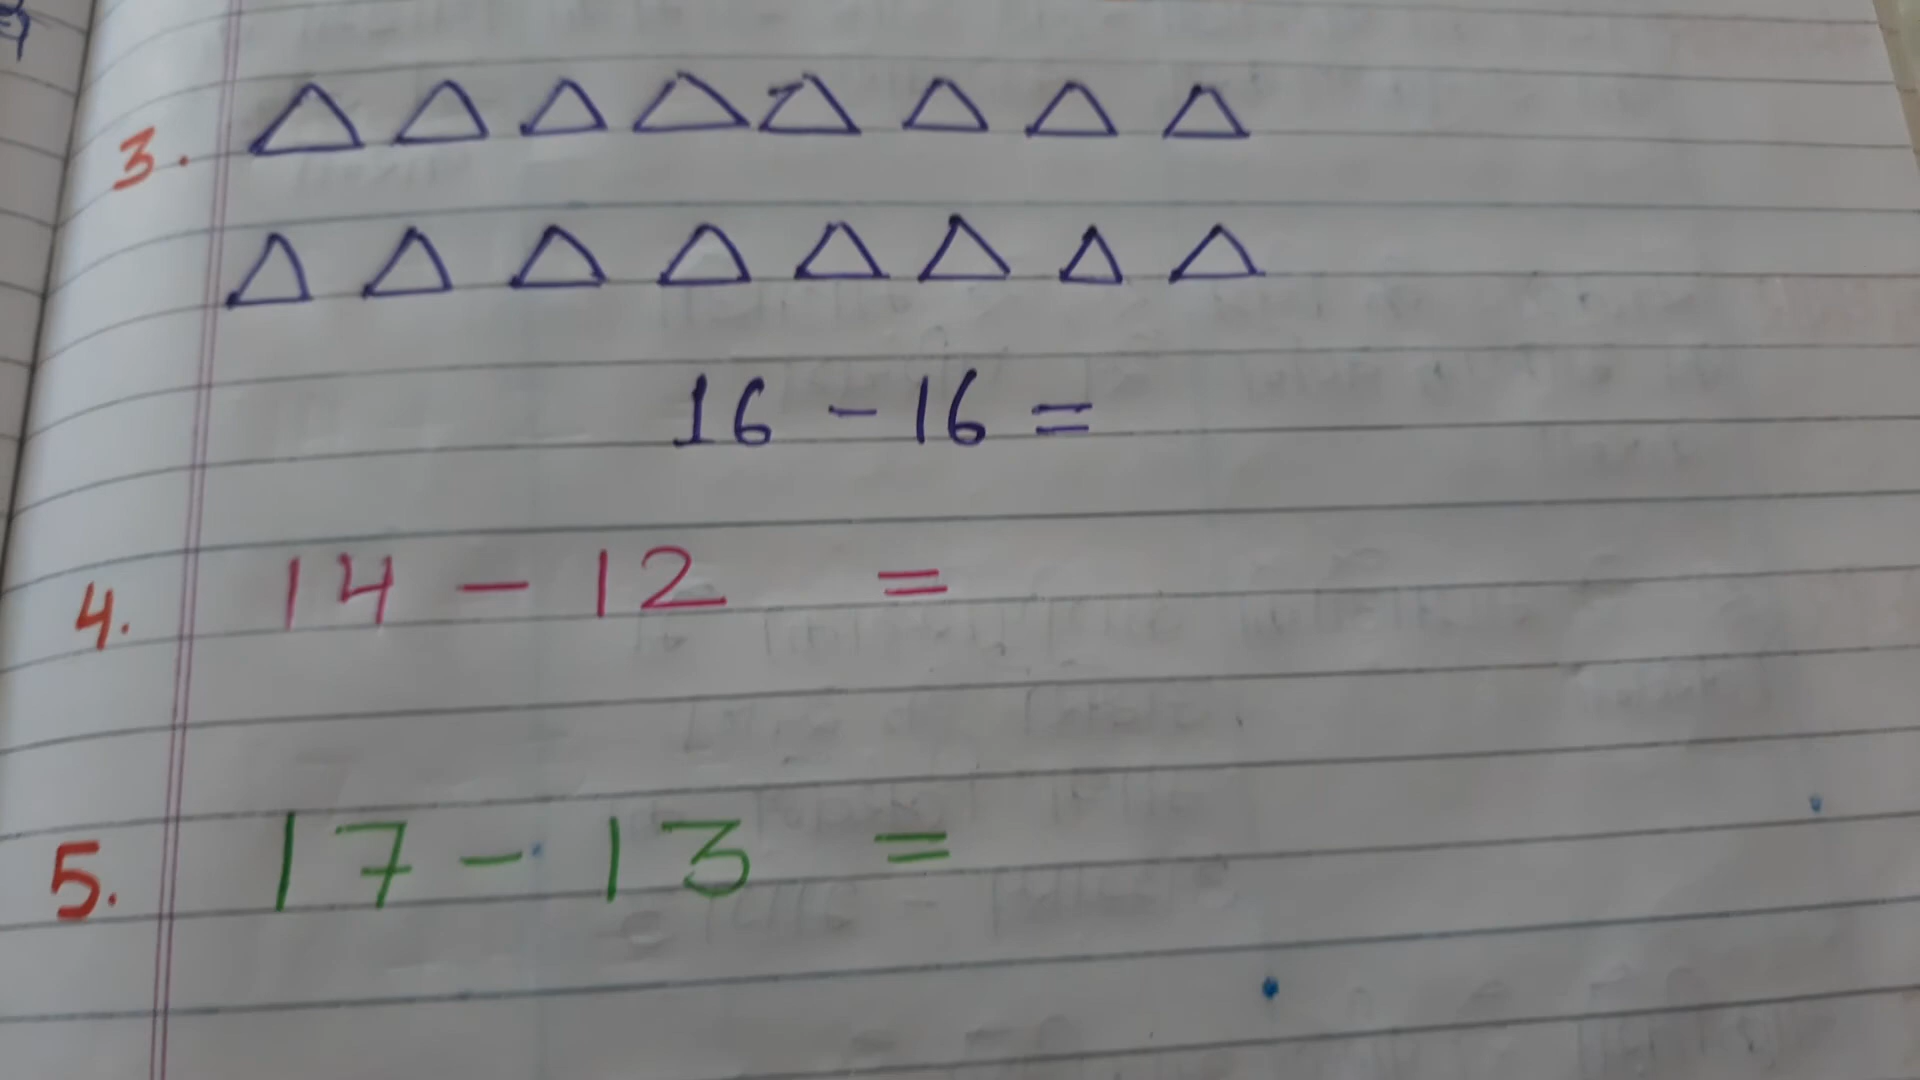 3.
16 - 16 =
4. 14 - 12 =
5. 17 - 13 =